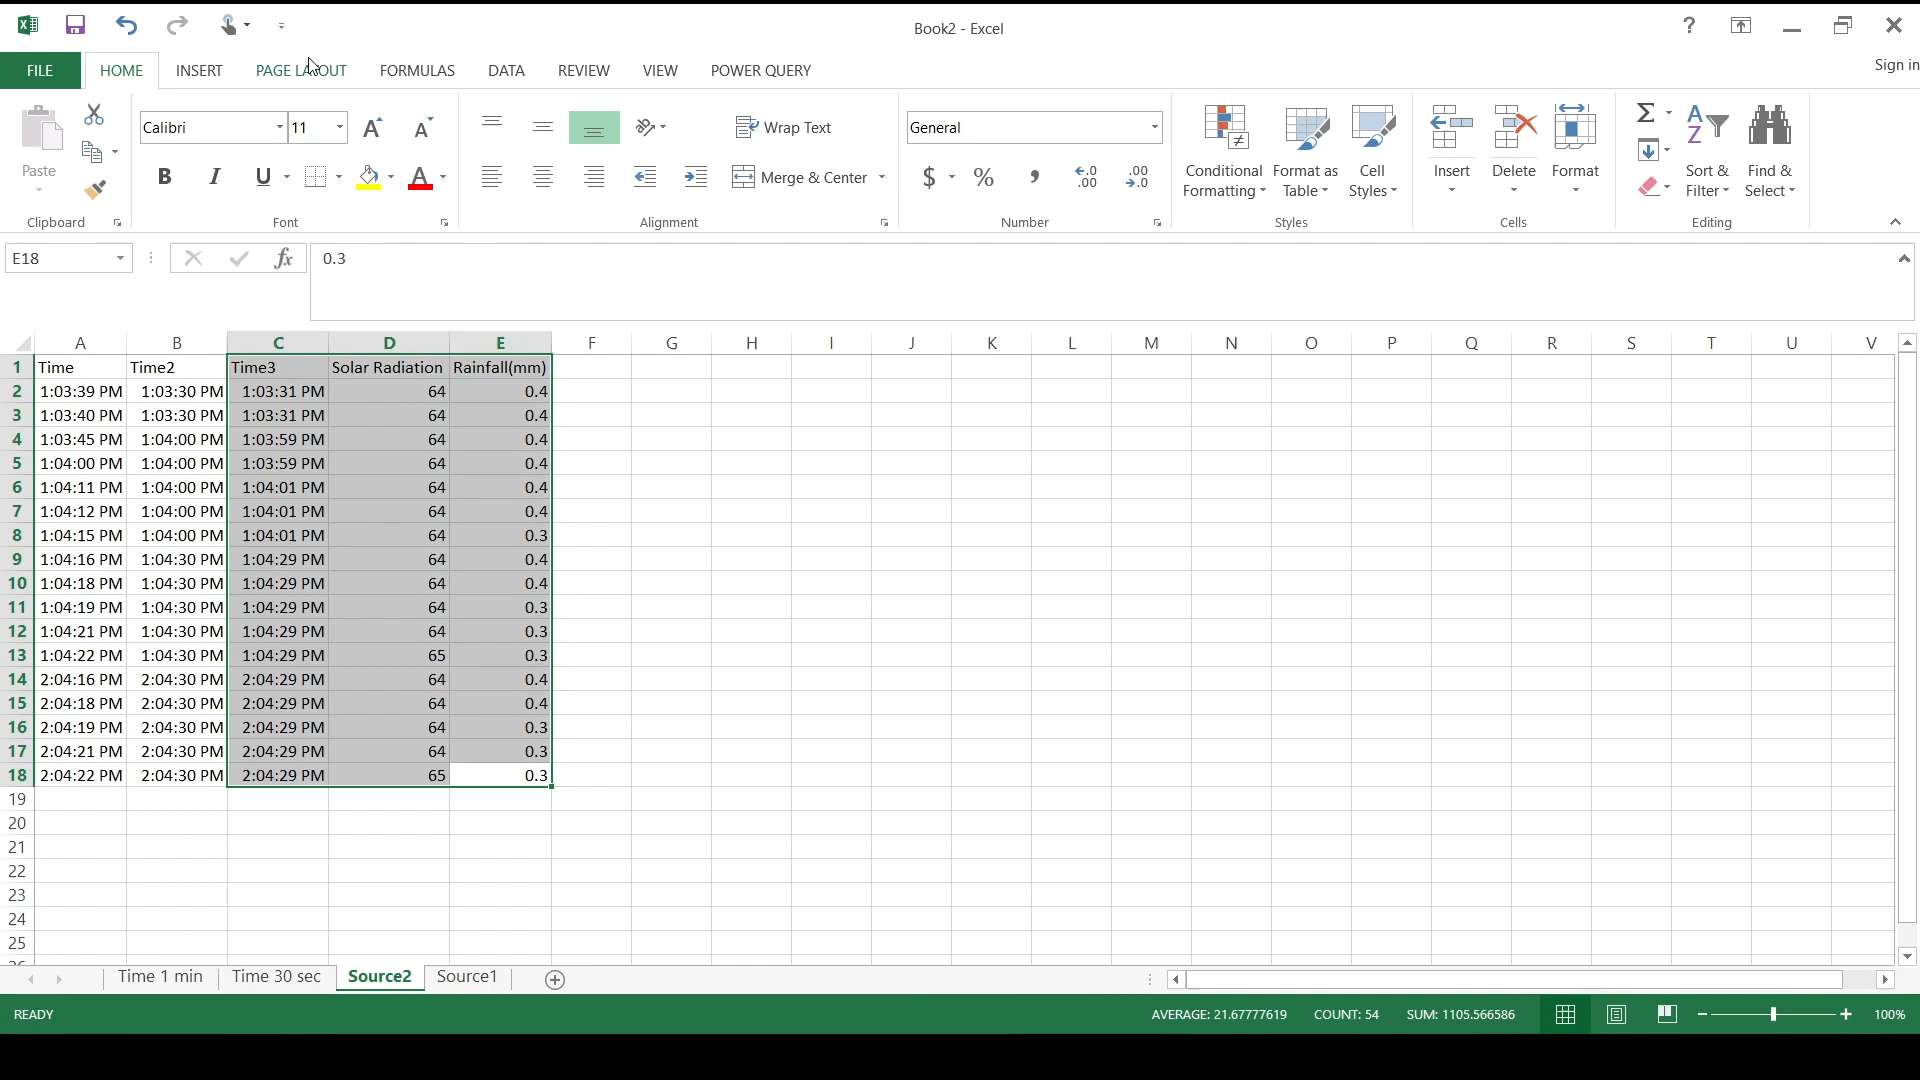 Book2 - Excel
?
FILE HOME INSERT PAGE LAYOUT FORMULAS DATA REVIEW VIEW POWER QUERY Sign in
Calibri 11 Wrap Text General
Paste B I U A Merge & Center $ % , .0 .00 .00 .0
Conditional Formatting Format as Table Cell Styles Insert Delete Format Sort & Filter Find & Select
Clipboard Font Alignment Number Styles Cells Editing
E18 fx 0.3
A B C D E F G H I J K L M N O P Q R S T U V
1 Time Time2 Time3 Solar Radiation Rainfall(mm)
2 1:03:39 PM 1:03:30 PM 1:03:31 PM 64 0.4
3 1:03:40 PM 1:03:30 PM 1:03:31 PM 64 0.4
4 1:03:45 PM 1:04:00 PM 1:03:59 PM 64 0.4
5 1:04:00 PM 1:04:00 PM 1:03:59 PM 64 0.4
6 1:04:11 PM 1:04:00 PM 1:04:01 PM 64 0.4
7 1:04:12 PM 1:04:00 PM 1:04:01 PM 64 0.4
8 1:04:15 PM 1:04:00 PM 1:04:01 PM 64 0.3
9 1:04:16 PM 1:04:30 PM 1:04:29 PM 64 0.4
10 1:04:18 PM 1:04:30 PM 1:04:29 PM 64 0.4
11 1:04:19 PM 1:04:30 PM 1:04:29 PM 64 0.3
12 1:04:21 PM 1:04:30 PM 1:04:29 PM 64 0.3
13 1:04:22 PM 1:04:30 PM 1:04:29 PM 65 0.3
14 2:04:16 PM 2:04:30 PM 2:04:29 PM 64 0.4
15 2:04:18 PM 2:04:30 PM 2:04:29 PM 64 0.4
16 2:04:19 PM 2:04:30 PM 2:04:29 PM 64 0.3
17 2:04:21 PM 2:04:30 PM 2:04:29 PM 64 0.3
18 2:04:22 PM 2:04:30 PM 2:04:29 PM 65 0.3
19
20
21
22
23
24
25
Time 1 min Time 30 sec Source2 Source1
READY AVERAGE: 21.67777619 COUNT: 54 SUM: 1105.566586 100%